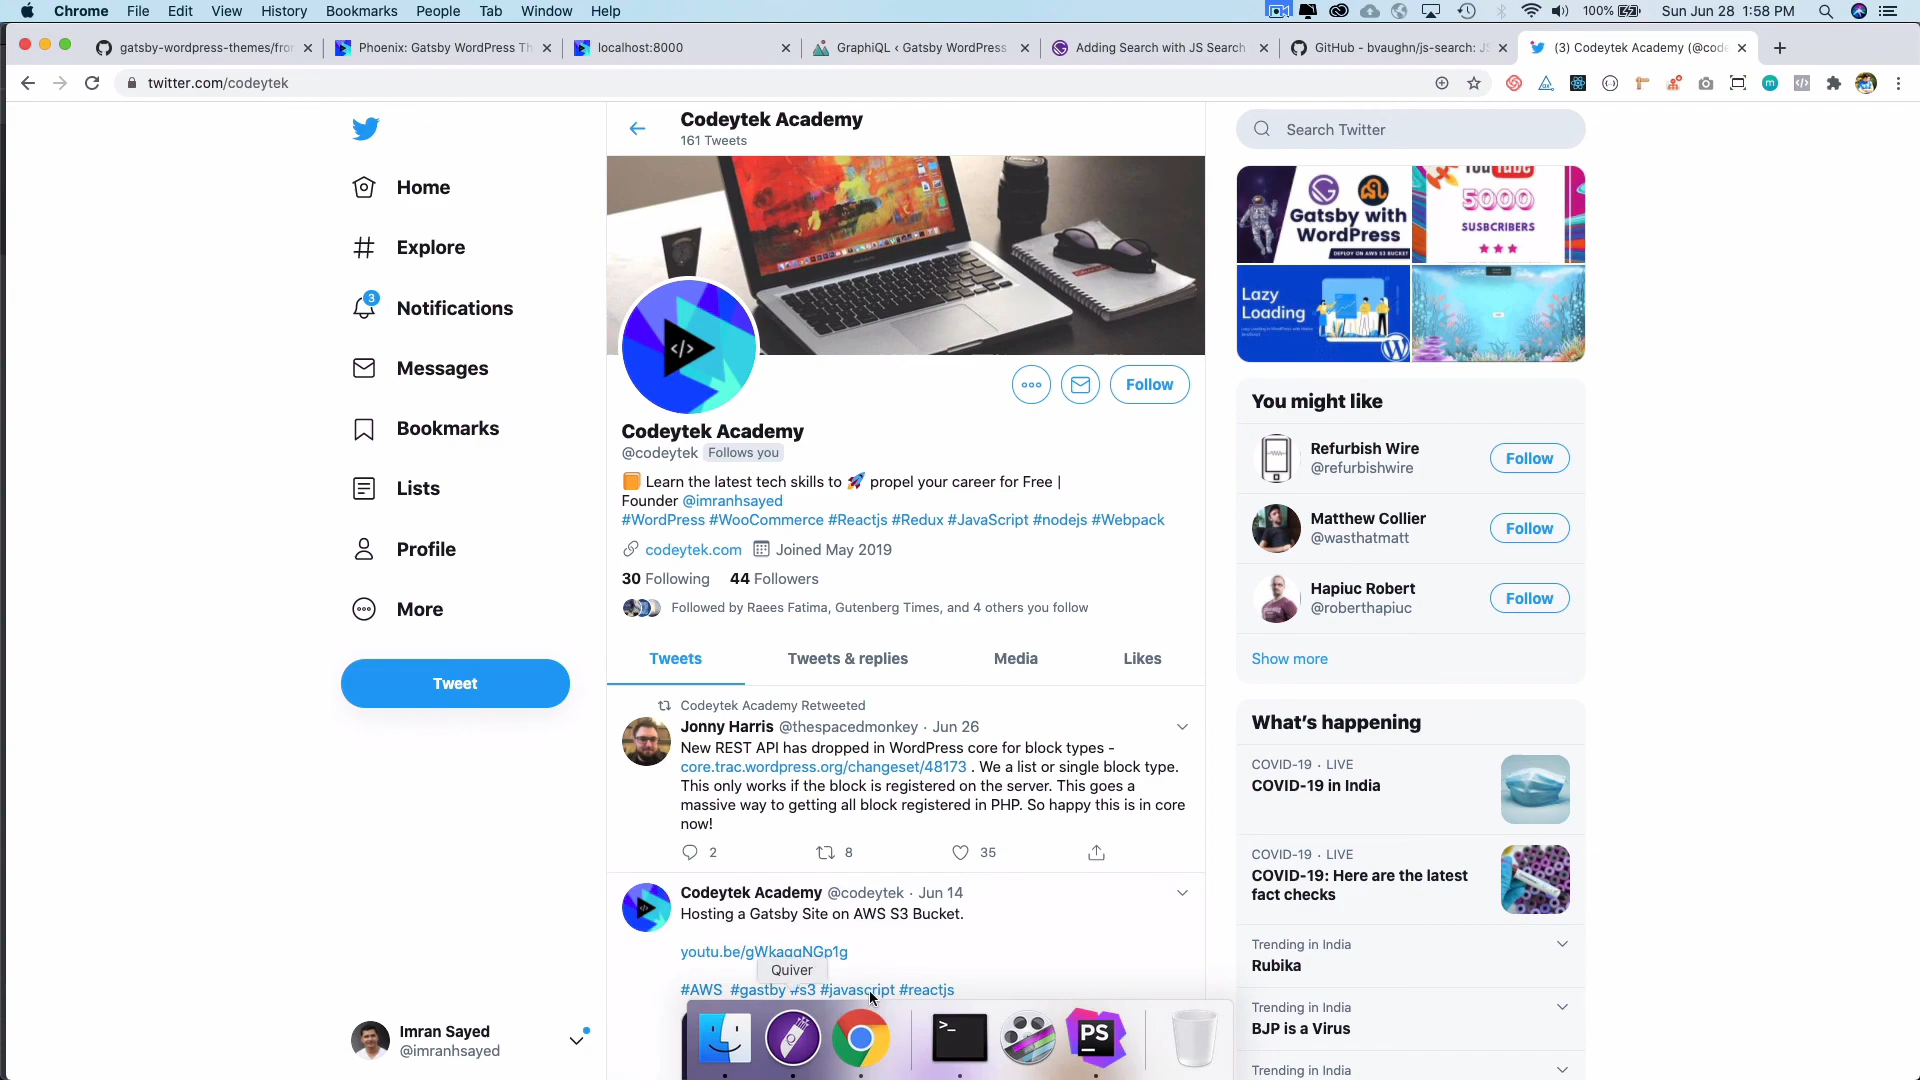 Chrome File Edit View History Bookmarks People Tab Window Help
100%
Sun Jun 28 1:58 PM
gatsby-wordpress-themes/fron
Phoenix: Gatsby WordPress Th
localhost:8000
GraphiQL ‹ Gatsby WordPress
Adding Search with JS Search
GitHub - bvaughn/js-search: JS
(3) Codeytek Academy (@code
twitter.com/codeytek
Home
Explore
3
Notifications
Messages
Bookmarks
Lists
Profile
More
Tweet
Imran Sayed
@imranhsayed
Codeytek Academy
161 Tweets
Follow
Codeytek Academy
@codeytek Follows you
Learn the latest tech skills to propel your career for Free |
Founder @imranhsayed
#WordPress #WooCommerce #Reactjs #Redux #JavaScript #nodejs #Webpack
codeytek.com Joined May 2019
30 Following 44 Followers
Followed by Raees Fatima, Gutenberg Times, and 4 others you follow
Tweets Tweets & replies Media Likes
Codeytek Academy Retweeted
Jonny Harris @thespacedmonkey · Jun 26
New REST API has dropped in WordPress core for block types -
core.trac.wordpress.org/changeset/48173 . We a list or single block type.
This only works if the block is registered on the server. This goes a
massive way to getting all block registered in PHP. So happy this is in core
now!
2 8 35
Codeytek Academy @codeytek · Jun 14
Hosting a Gatsby Site on AWS S3 Bucket.
youtu.be/gWkaqqNGp1g
Quiver
#AWS #gastby #s3 #javascript #reactjs
PS
Search Twitter
Gatsby with
WordPress
DEPLOY ON AWS S3 BUCKET
YouTube
5000
SUSBCRIBERS
Lazy
Loading
You might like
Refurbish Wire
@refurbishwire
Follow
Matthew Collier
@wasthatmatt
Follow
Hapiuc Robert
@roberthapiuc
Follow
Show more
What's happening
COVID-19 · LIVE
COVID-19 in India
COVID-19 · LIVE
COVID-19: Here are the latest
fact checks
Trending in India
Rubika
Trending in India
BJP is a Virus
Trending in India